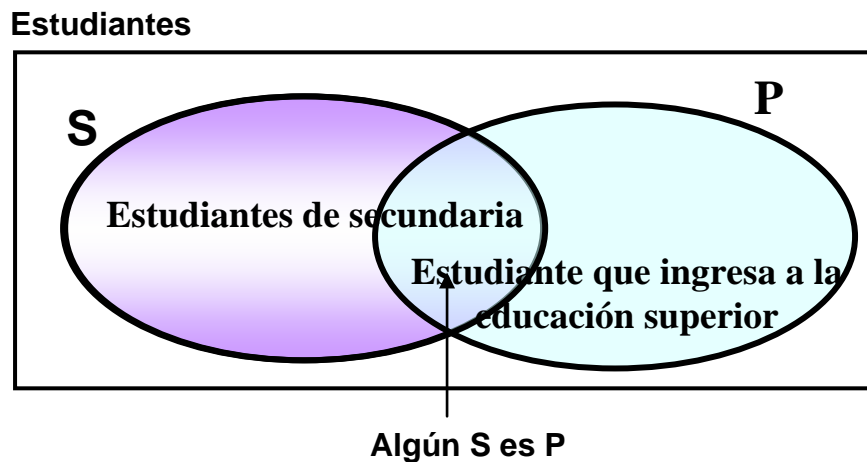 Estudiantes
S
P
Estudiantes de secundaria
Estudiante que ingresa a la
educación superior
Algún S es P